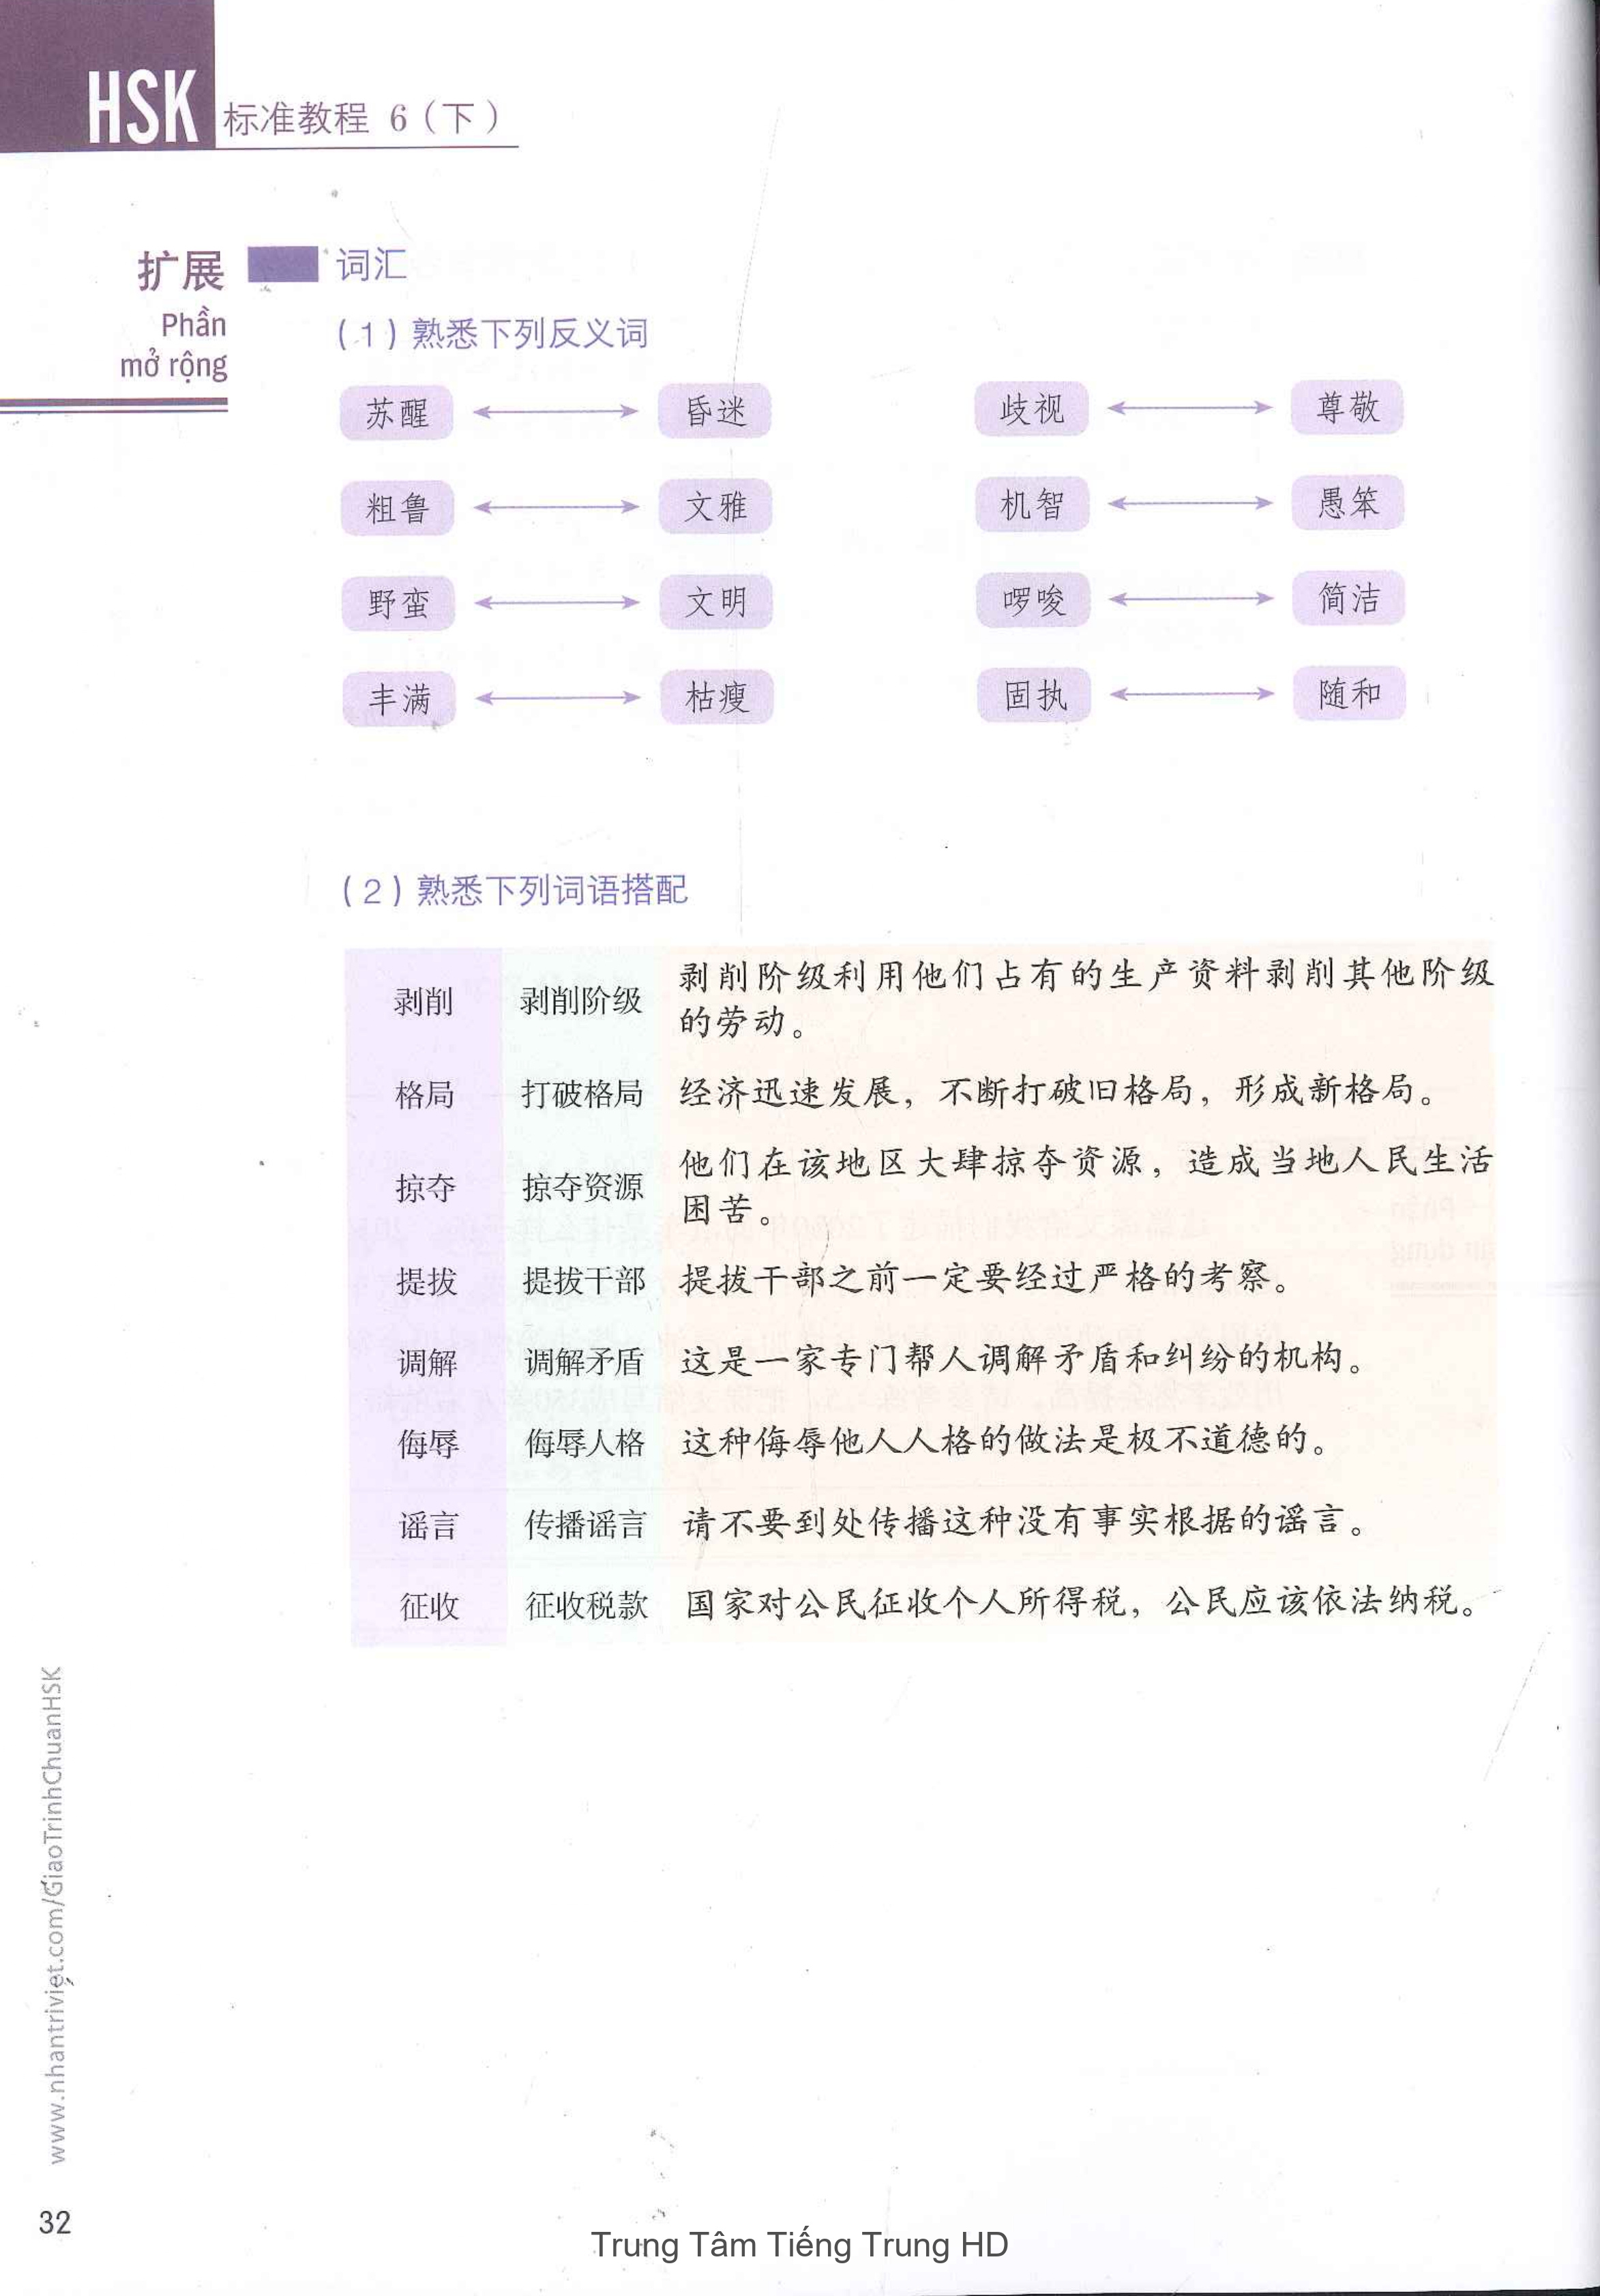 HSK 标准教程 6（下）
扩展
Phần
mở rộng
词汇
（1）熟悉下列反义词
苏醒 昏迷 歧视 尊敬
粗鲁 文雅 机智 愚笨
野蛮 文明 啰唆 简洁
丰满 枯瘦 固执 随和
（2）熟悉下列词语搭配
剥削 剥削阶级 剥削阶级利用他们占有的生产资料剥削其他阶级
的劳动。
格局 打破格局 经济迅速发展，不断打破旧格局，形成新格局。
掠夺 掠夺资源 他们在该地区大肆掠夺资源，造成当地人民生活
困苦。
提拔 提拔干部 提拔干部之前一定要经过严格的考察。
调解 调解矛盾 这是一家专门帮人调解矛盾和纠纷的机构。
侮辱 侮辱人格 这种侮辱他人人格的做法是极不道德的。
谣言 传播谣言 请不要到处传播这种没有事实根据的谣言。
征收 征收税款 国家对公民征收个人所得税，公民应该依法纳税。
www.nhantriviet.com/GiaoTrinhChuanHSK
32
Trung Tâm Tiếng Trung HD